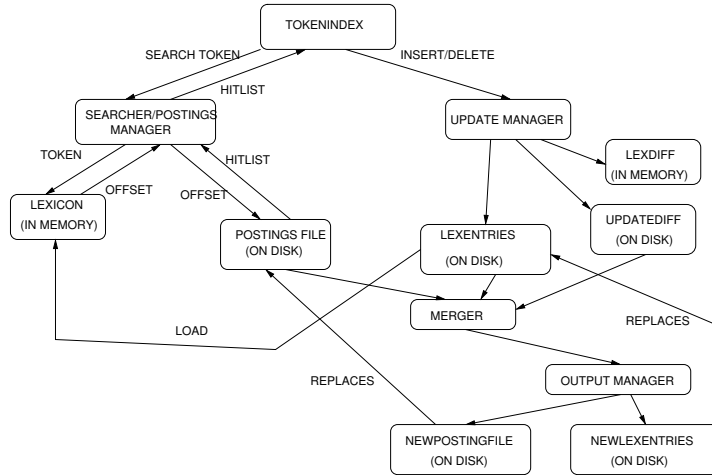 TOKENINDEX
SEARCH TOKEN
INSERT/DELETE
HITLIST
SEARCHER/POSTINGS
MANAGER
UPDATE MANAGER
TOKEN
HITLIST
LEXDIFF
(IN MEMORY)
OFFSET
OFFSET
LEXICON
(IN MEMORY)
POSTINGS FILE
(ON DISK)
LEXENTRIES
(ON DISK)
UPDATEDIFF
(ON DISK)
MERGER
LOAD
REPLACES
REPLACES
OUTPUT MANAGER
NEWPOSTINGFILE
(ON DISK)
NEWLEXENTRIES
(ON DISK)